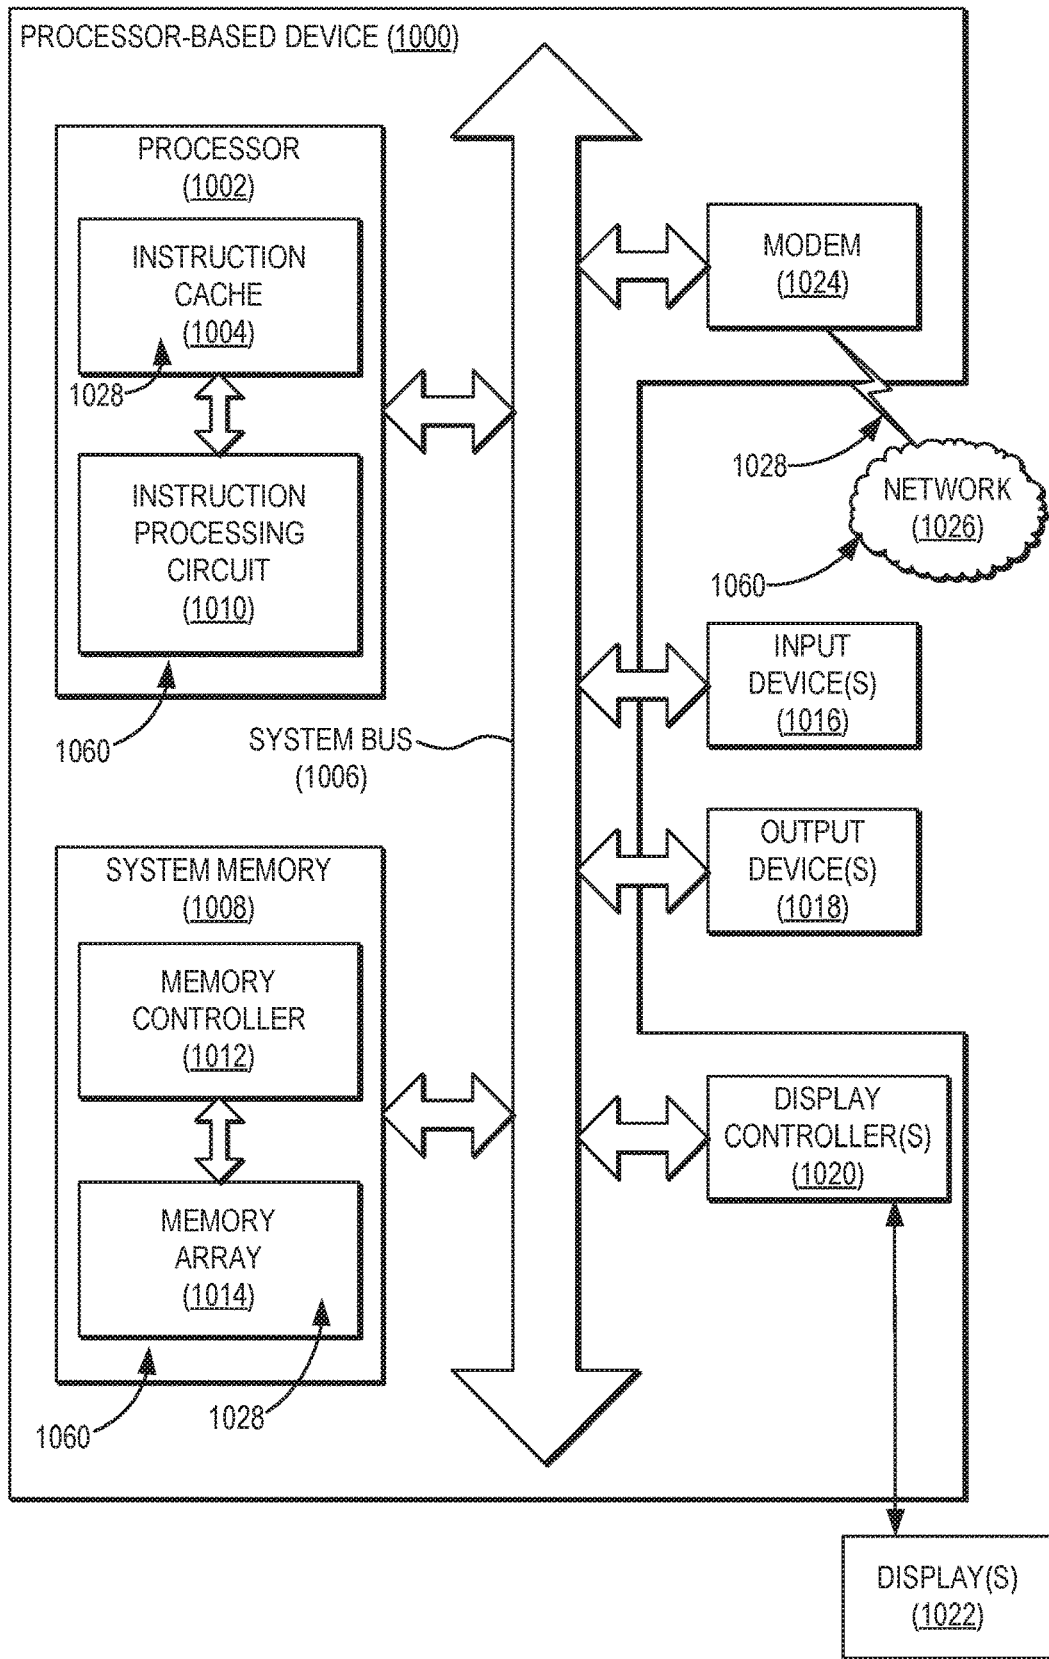 PROCESSOR-BASED DEVICE (1000)
PROCESSOR
(1002)
INSTRUCTION
CACHE
(1004)
1028
INSTRUCTION
PROCESSING
CIRCUIT
(1010)
1060
SYSTEM BUS
(1006)
SYSTEM MEMORY
(1008)
MEMORY
CONTROLLER
(1012)
MEMORY
ARRAY
(1014)
1060
1028
MODEM
(1024)
1028
NETWORK
(1026)
1060
INPUT
DEVICE(S)
(1016)
OUTPUT
DEVICE(S)
(1018)
DISPLAY
CONTROLLER(S)
(1020)
DISPLAY(S)
(1022)